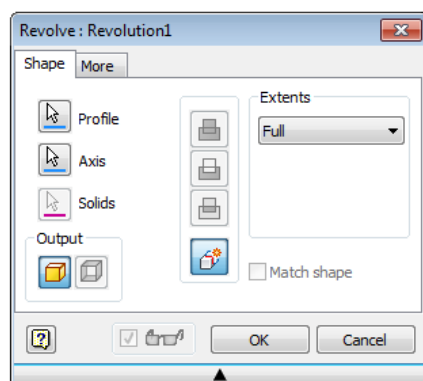 Revolve : Revolution1
Shape
More
Profile
Axis
Solids
Output
Extents
Full
Match shape
OK
Cancel